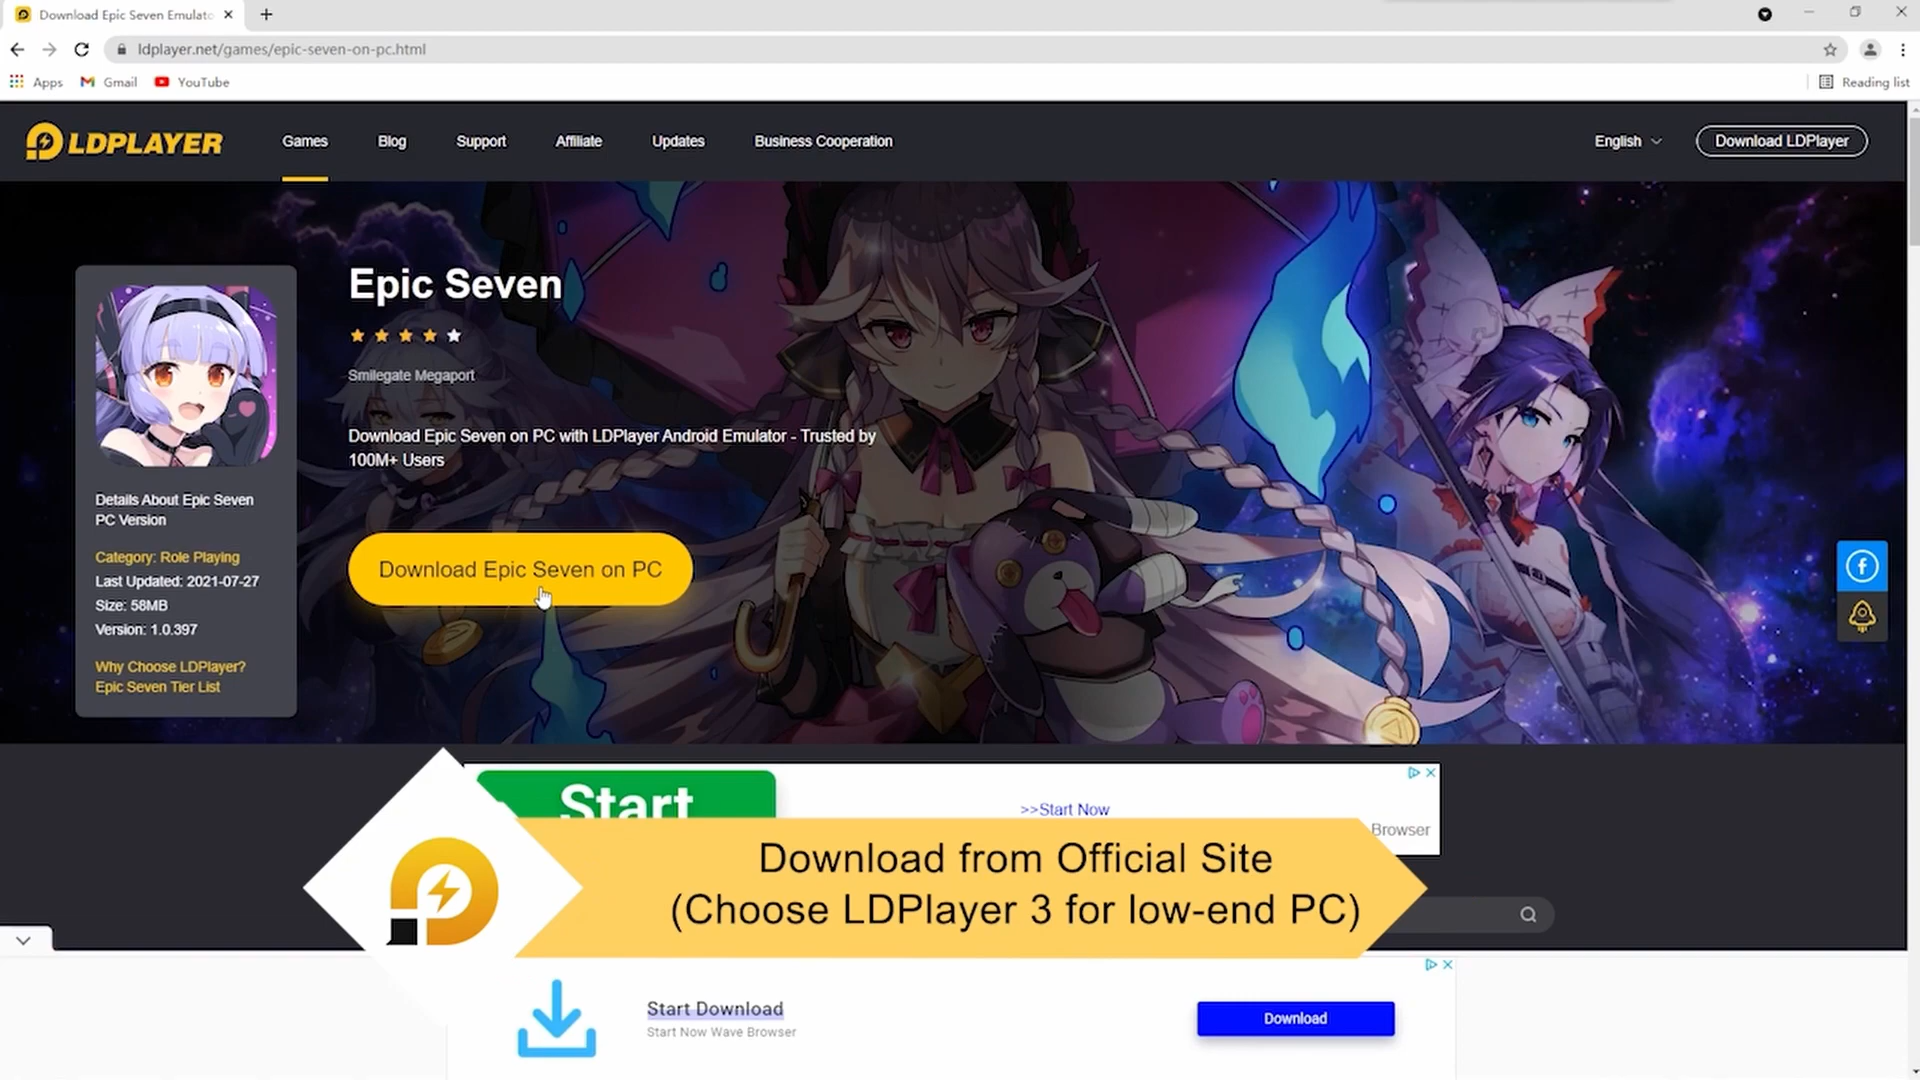 Download Epic Seven Emulato
ldplayer.net/games/epic-seven-on-pc.html
Apps
Gmail
YouTube
Reading list
LDPLAYER
Games
Blog
Support
Affiliate
Updates
Business Cooperation
English
Download LDPlayer
Epic Seven
Smilegate Megaport
Download Epic Seven on PC with LDPlayer Android Emulator - Trusted by
100M+ Users
Download Epic Seven on PC
Details About Epic Seven
PC Version
Category: Role Playing
Last Updated: 2021-07-27
Size: 58MB
Version: 1.0.397
Why Choose LDPlayer?
Epic Seven Tier List
Start
>>Start Now
Browser
Download from Official Site
(Choose LDPlayer 3 for low-end PC)
Start Download
Start Now Wave Browser
Download